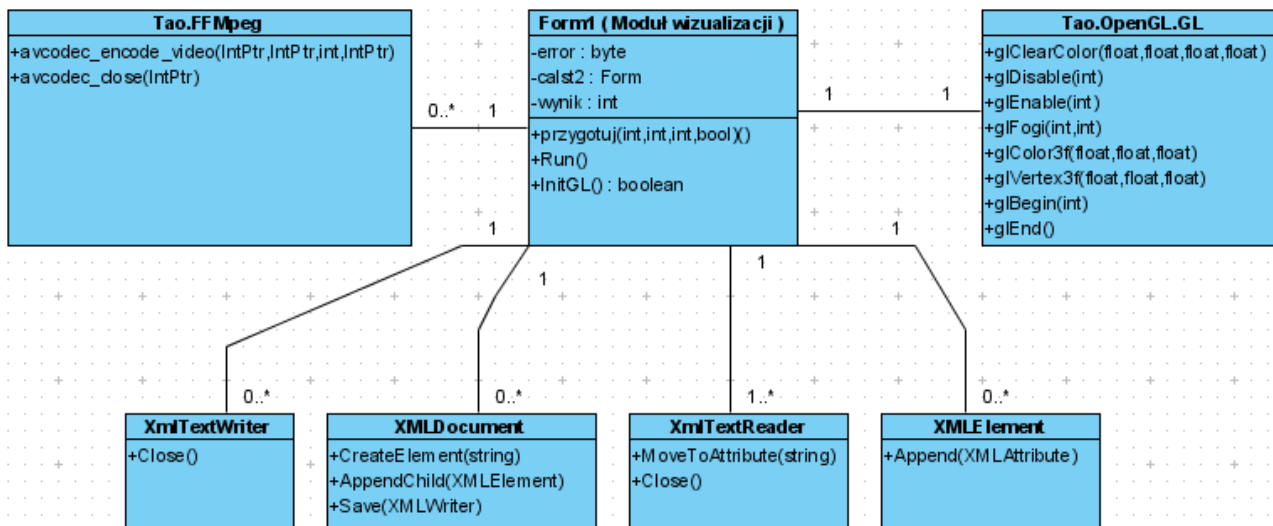 Tao.FFMpeg
+avcodec_encode_video(IntPtr,IntPtr,int,IntPtr)
+avcodec_close(IntPtr)
Form1 ( Moduł wizualizacji )
-error : byte
-calst2 : Form
-wynik : int
+przygotuj(int,int,int,bool)()
+Run()
+InitGL() : boolean
Tao.OpenGL.GL
+glClearColor(float,float,float,float)
+glDisable(int)
+glEnable(int)
+glFogi(int,int)
+glColor3f(float,float,float)
+glVertex3f(float,float,float)
+glBegin(int)
+glEnd()
0..*
1
1
1
1
1
1
1
0..*
0..*
1..*
0..*
XmlTextWriter
+Close()
XMLDocument
+CreateElement(string)
+AppendChild(XMLElement)
+Save(XMLWriter)
XmlTextReader
+MoveToAttribute(string)
+Close()
XMLElement
+Append(XMLAttribute)